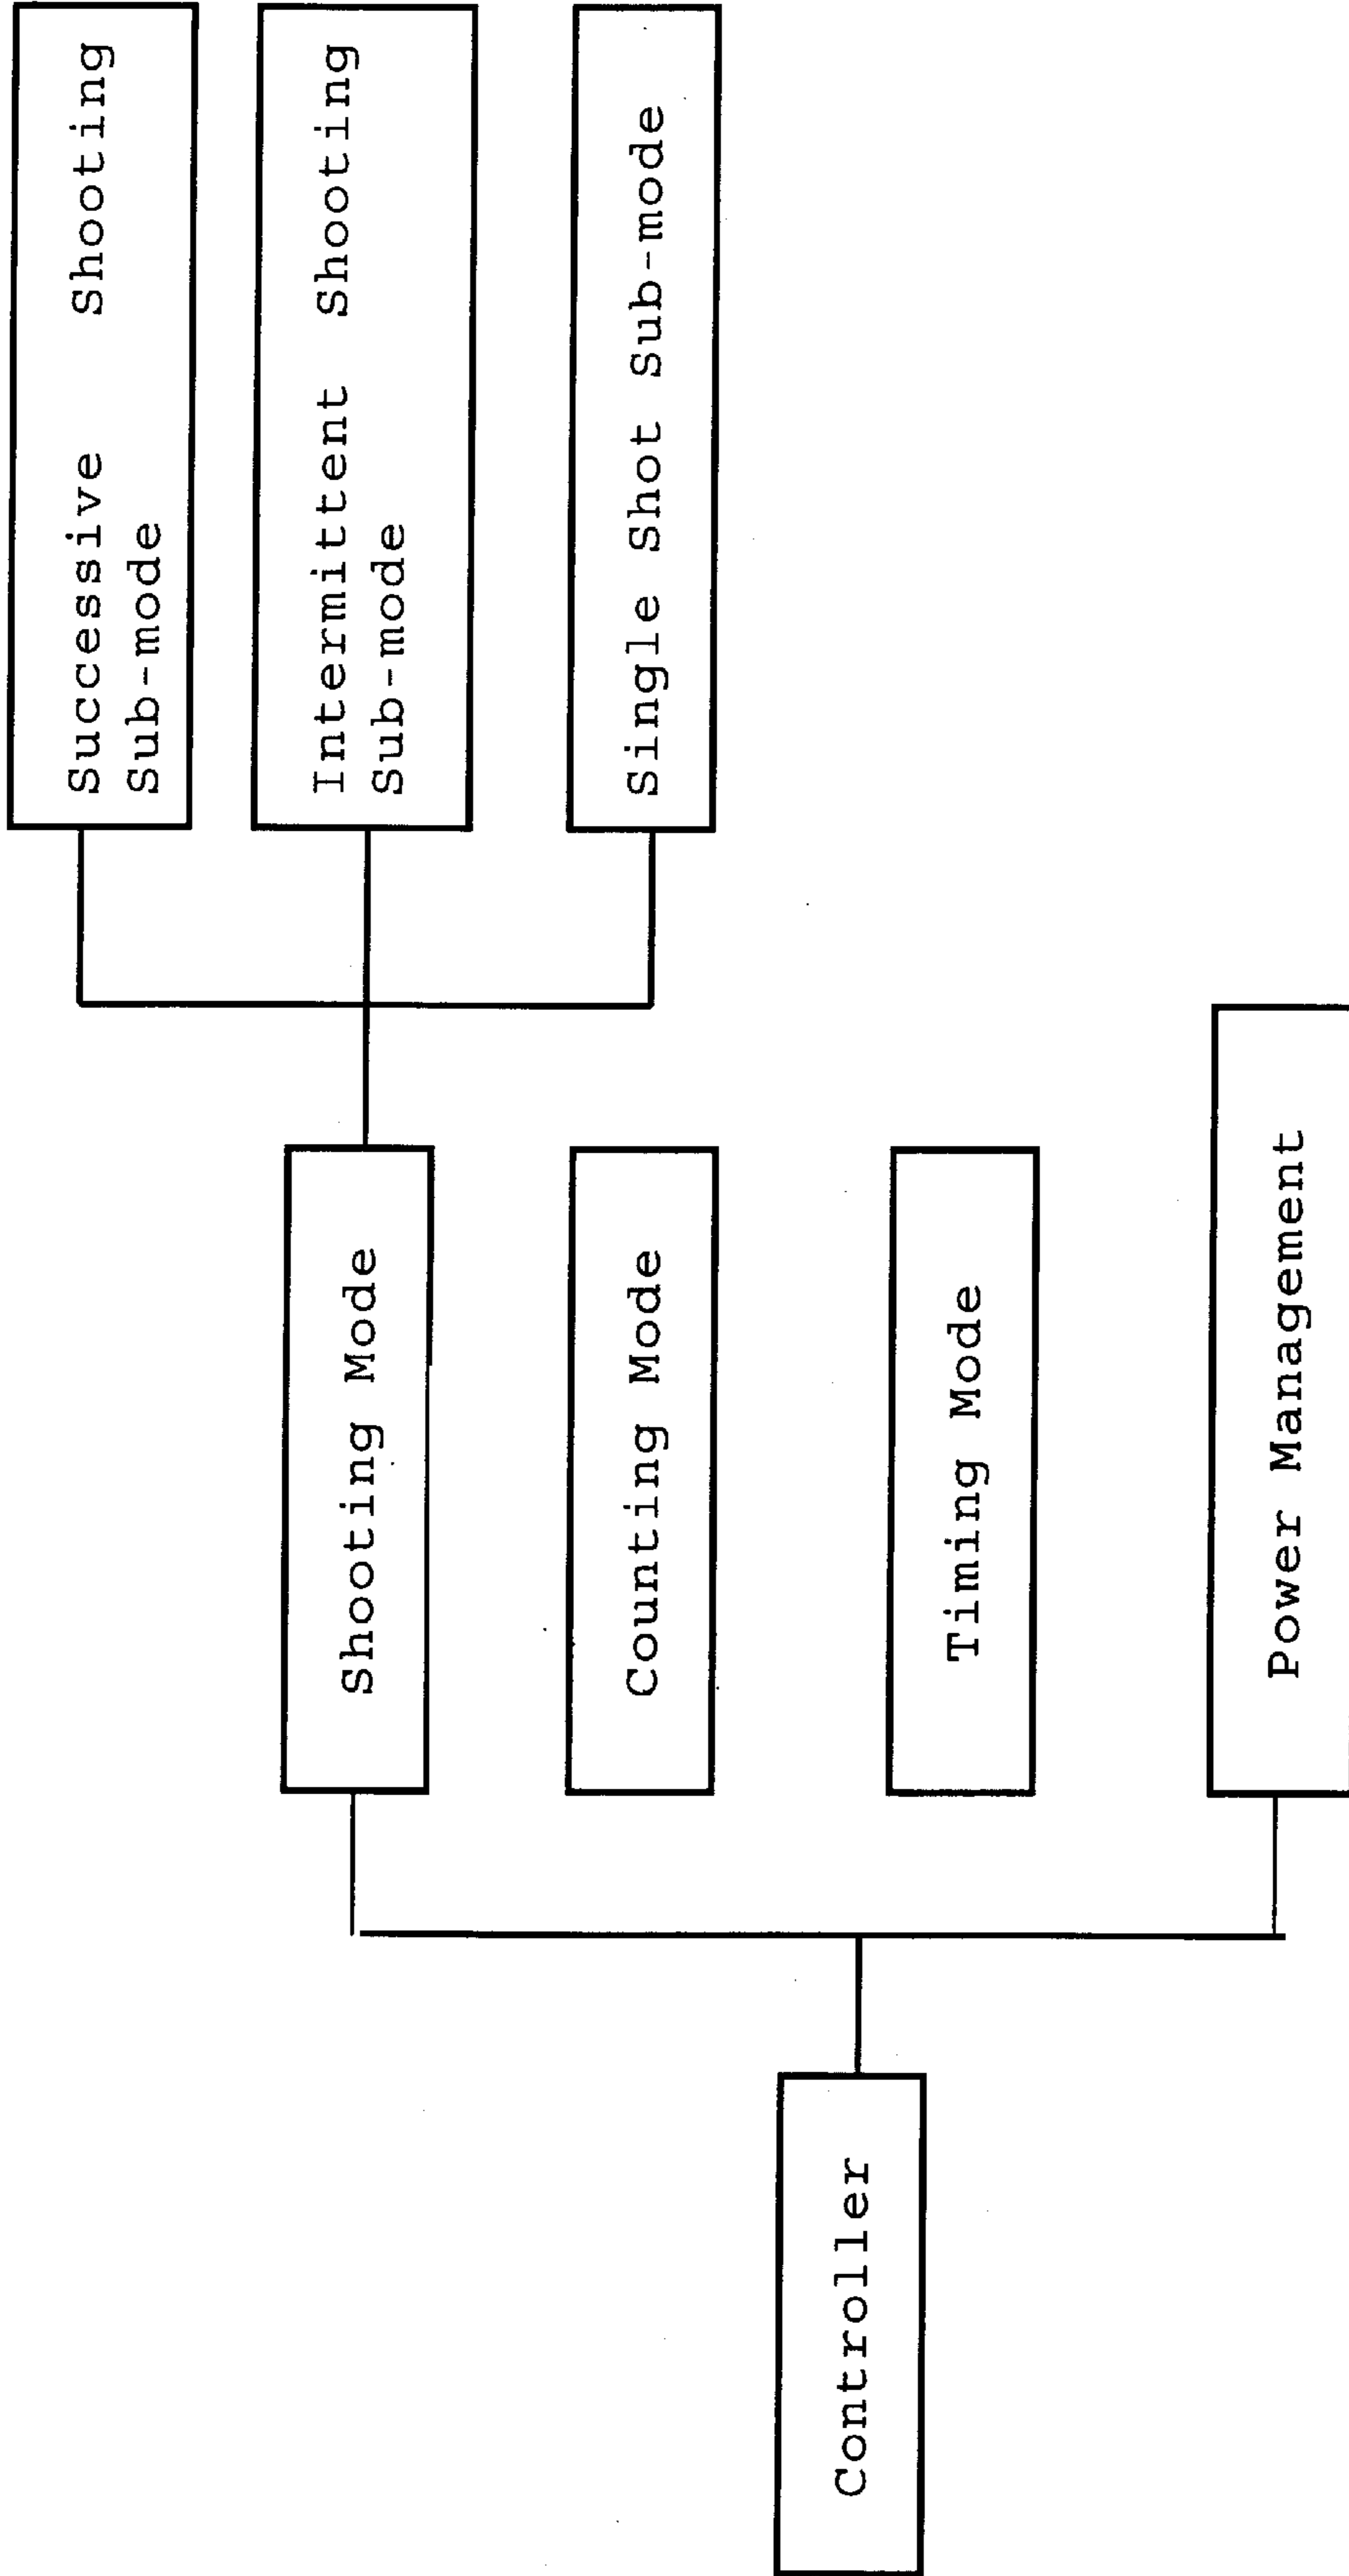 Successive Shooting
Sub-mode
Intermittent Shooting
Sub-mode
Single Shot Sub-mode
Shooting Mode
Counting Mode
Timing Mode
Power Management
Controller